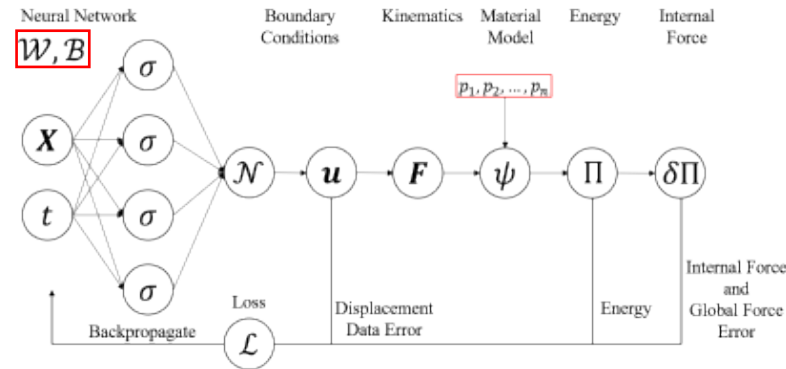 Neural Network
Boundary Conditions
Kinematics
Material Model
Energy
Internal Force
𝒲, ℬ
σ
p₁, p₂, ..., pₙ
X
σ
𝒩
u
F
ψ
Π
δΠ
t
σ
σ
Backpropagate
Loss
ℒ
Displacement
Data Error
Energy
Internal Force
and
Global Force
Error